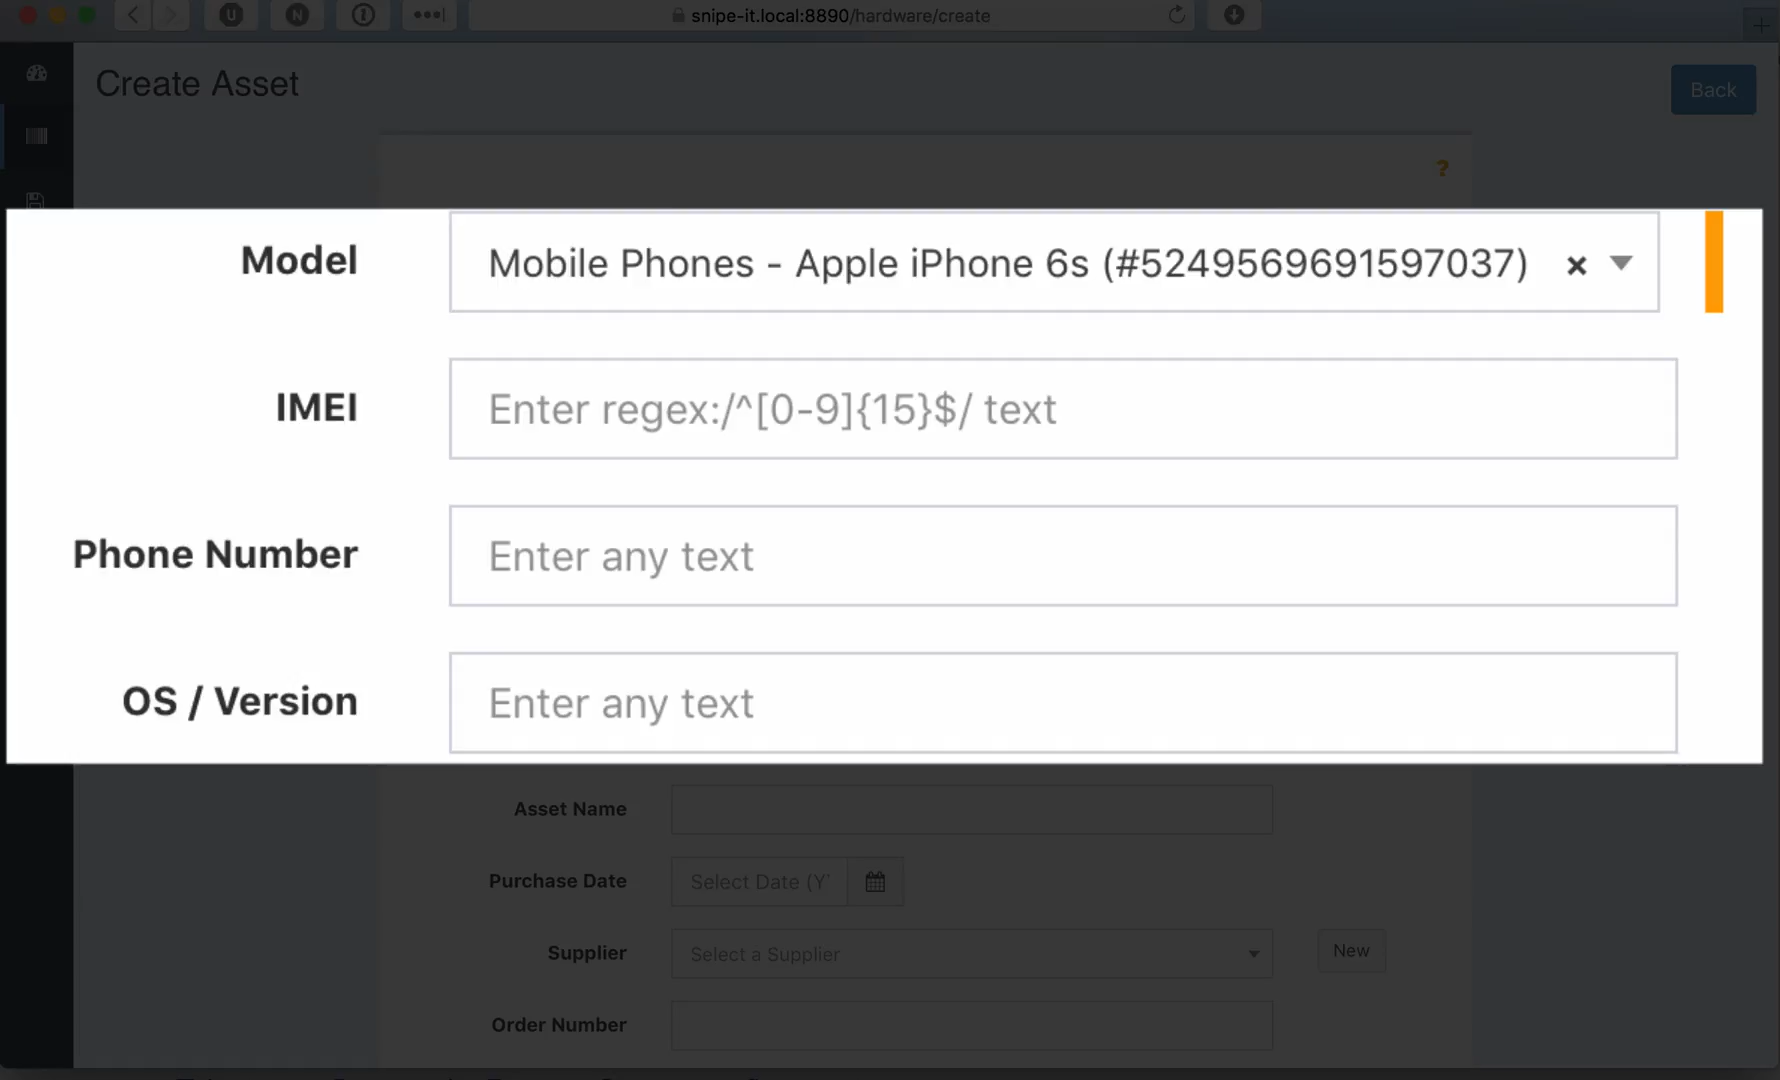 snipe-it.local:8890/hardware/create
Create Asset
Back
?
Model
Mobile Phones - Apple iPhone 6s (#5249569691597037) ×
IMEI
Enter regex:/^[0-9]{15}$/ text
Phone Number
Enter any text
OS / Version
Enter any text
Asset Name
Purchase Date
Select Date (Y
Supplier
Select a Supplier
New
Order Number